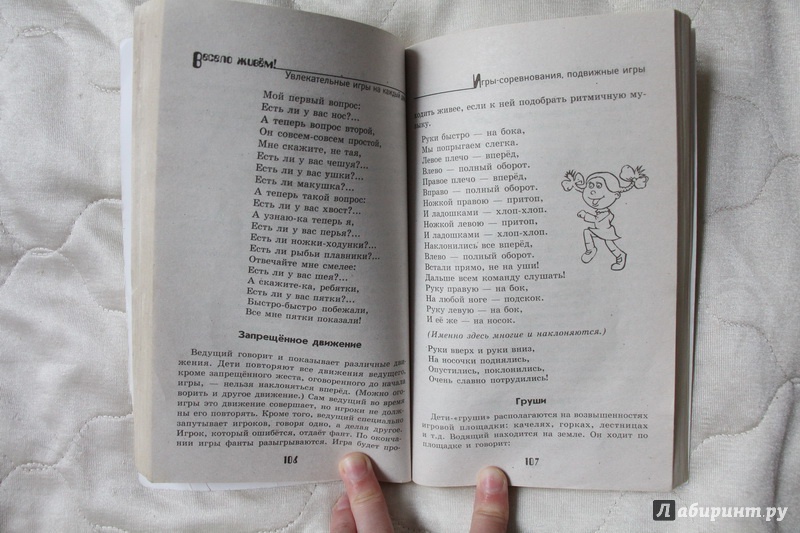 Весело живём!
Увлекательные игры на каждый
Мой первый вопрос:
Есть ли у вас нос?...
А теперь вопрос второй,
Он совсем-совсем простой,
Мне скажите, не тая,
Есть ли у вас чешуя?...
Есть ли у вас ушки?...
Есть ли макушка?...
А теперь такой вопрос:
Есть ли у вас хвост?...
А узнаю-ка теперь я,
Есть ли у вас перья?...
Есть ли ножки-ходунки?...
Есть ли рыбьи плавники?...
Отвечайте мне смелее:
Есть ли у вас шея?...
А скажите-ка, ребятки,
Есть ли у вас пятки?...
Быстро-быстро побежали,
Все мне пятки показали!
Запрещённое движение
Ведущий говорит и показывает различные дви-
жения. Дети повторяют все движения ведущего,
кроме запрещённого жеста, оговоренного до начала
игры, — нельзя наклоняться вперёд. (Можно ого-
ворить и другое движение.) Сам ведущий во время
игры это движение совершает, но игроки не долж-
ны его повторять. Кроме того, ведущий специально
запутывает игроков, говоря одно, а делая другое.
Игрок, который ошибётся, отдаёт фант. По оконча-
нии игры фанты разыгрываются. Игра будет про-
106
Игры-соревнования, подвижные игры
ходить живее, если к ней подобрать ритмичную му-
зыку.
Руки быстро — на бока,
Мы попрыгаем слегка.
Левое плечо — вперёд,
Влево — полный оборот.
Правое плечо — вперёд,
Вправо — полный оборот.
Ножкой правою — притоп,
И ладошками — хлоп-хлоп.
Ножкой левою — притоп,
И ладошками — хлоп-хлоп.
Наклонились все вперёд,
Влево — полный оборот.
Встали прямо, не на уши!
Дальше всем команду слушать!
Руку правую — на бок,
На любой ноге — подскок.
Руку левую — на бок,
И её же — на носок.
(Именно здесь многие и наклоняются.)
Руки вверх и руки вниз,
На носочки поднялись,
Опустились, поклонились,
Очень славно потрудились!
Груши
Дети-«груши» располагаются на возвышенностях
игровой площадки: качелях, горках, лестницах
и т.д. Водящий находится на земле. Он ходит по
площадке и говорит:
107
Лабиринт.ру